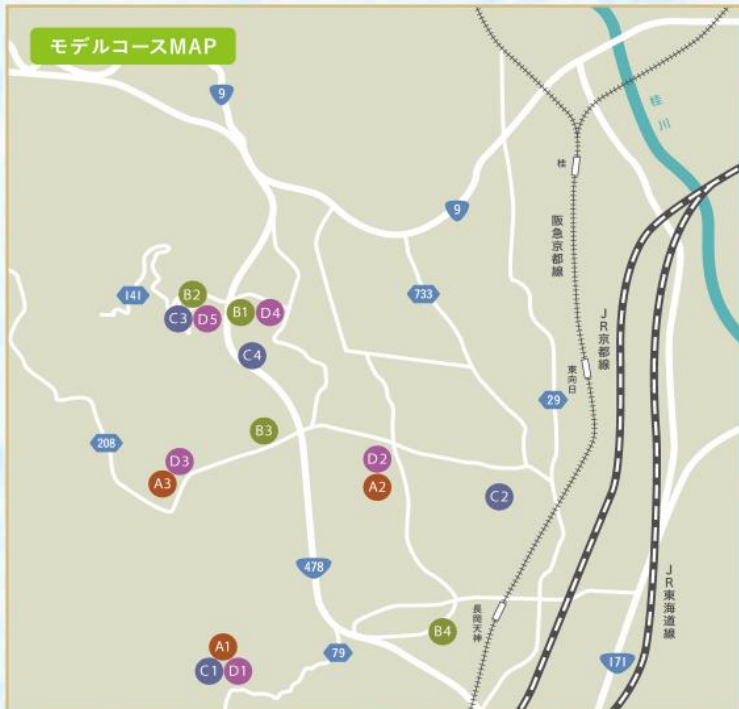 モデルコースMAP
9
桂川
桂
9
阪急京都線
141
B2
733
C3
D5
B1
D4
JR京都線
C4
東向日
29
B3
208
D3
D2
A3
A2
C2
478
JR東海道線
長岡天神
B4
A1
79
171
C1
D1